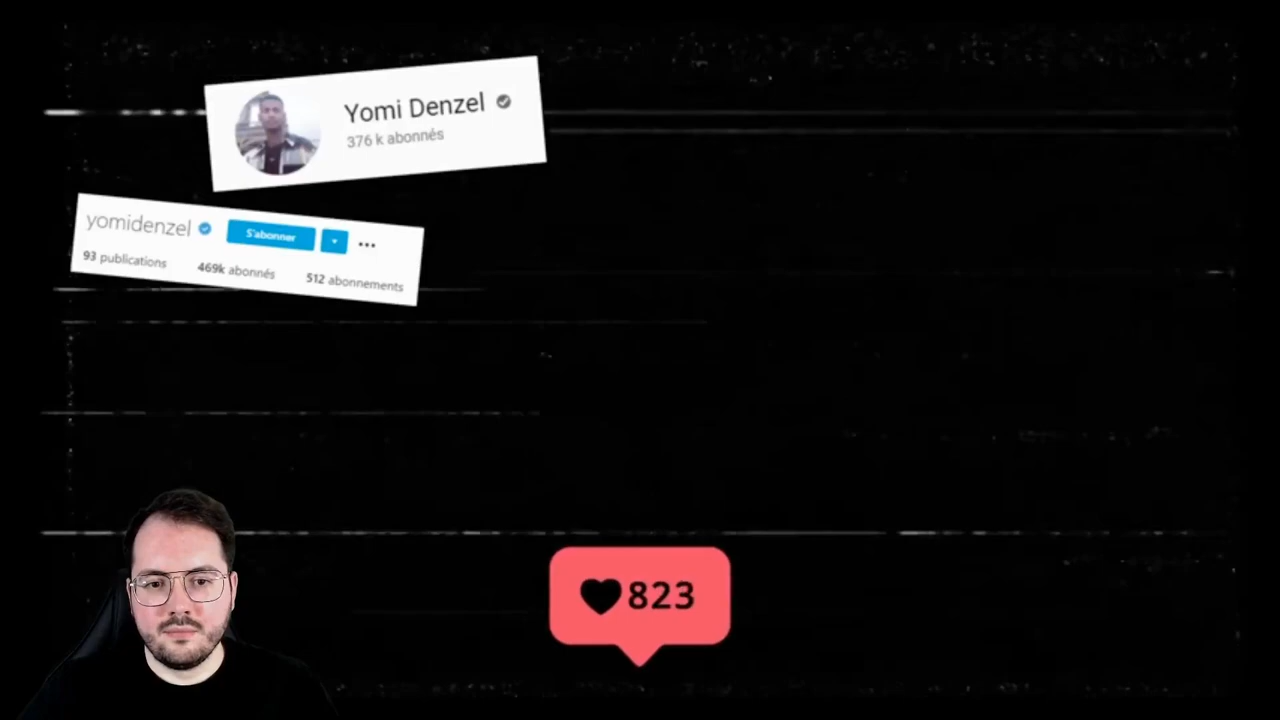 Yomi Denzel
376 k abonnés
yomidenzel S'abonner ...
93 publications 469k abonnés 512 abonnements
823